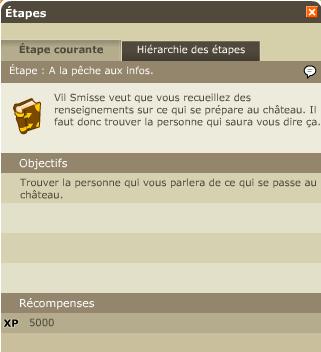 Étapes
Étape courante
Hiérarchie des étapes
Étape : A la pêche aux infos.
Vil Smisse veut que vous recueillez des
renseignements sur ce qui se prépare au château. Il
faut donc trouver la personne qui saura vous dire ça.
Objectifs
Trouver la personne qui vous parlera de ce qui se passe au
château.
Récompenses
XP 5000